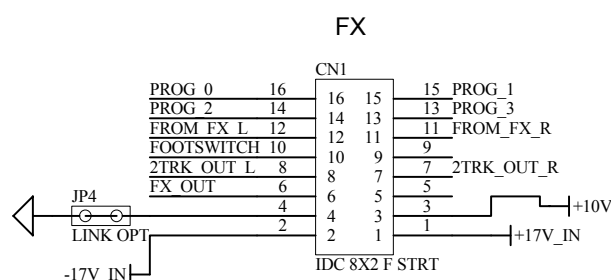 FX
CN1
PROG_0 16 16 15 15 PROG_1
PROG_2 14 14 13 13 PROG_3
FROM_FX_L 12 12 11 11 FROM_FX_R
FOOTSWITCH 10 10 9 9
2TRK_OUT_L 8 8 7 7 2TRK_OUT_R
FX_OUT 6 6 5 5
JP4 4 4 3 3 +10V
LINK OPT 2 2 1 1 +17V_IN
-17V_IN IDC 8X2 F STRT